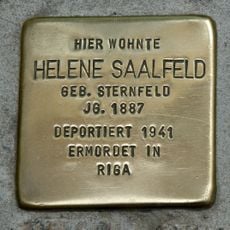 HIER WOHNTE
HELENE SAALFELD
GEB. STERNFELD
JG. 1887
DEPORTIERT 1941
ERMORDET IN
RIGA